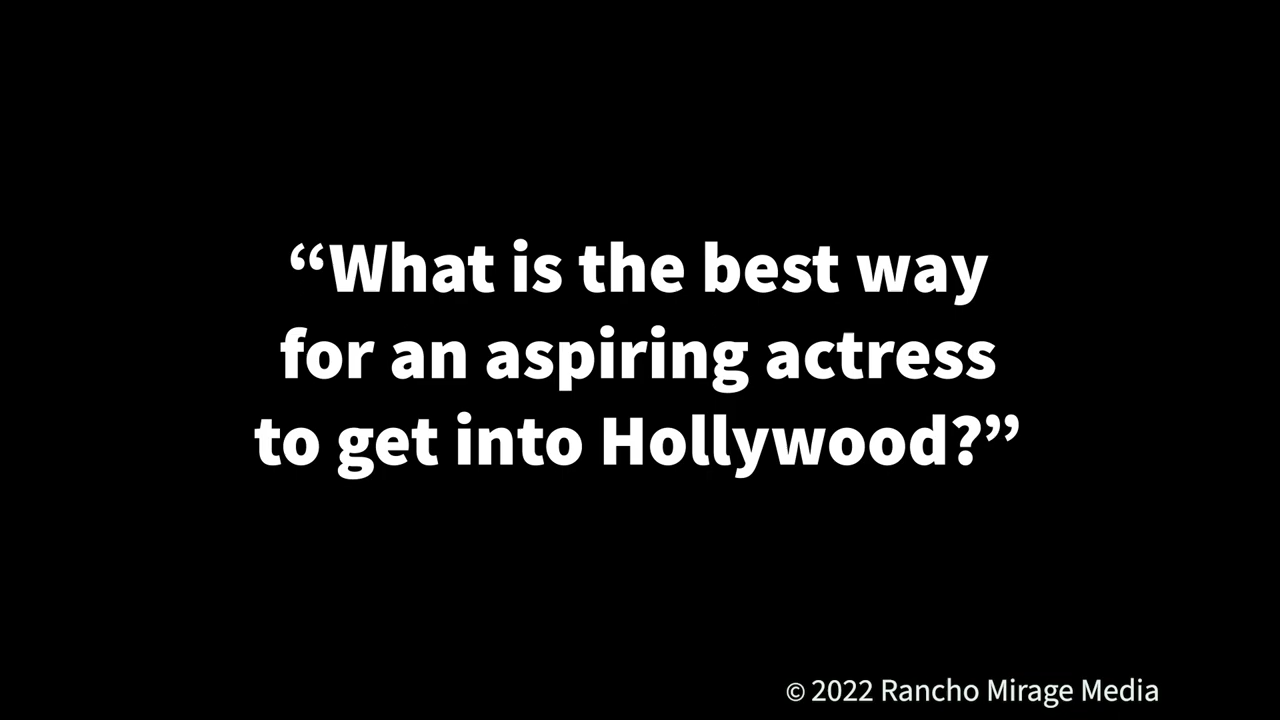 “What is the best way
for an aspiring actress
to get into Hollywood?”
© 2022 Rancho Mirage Media